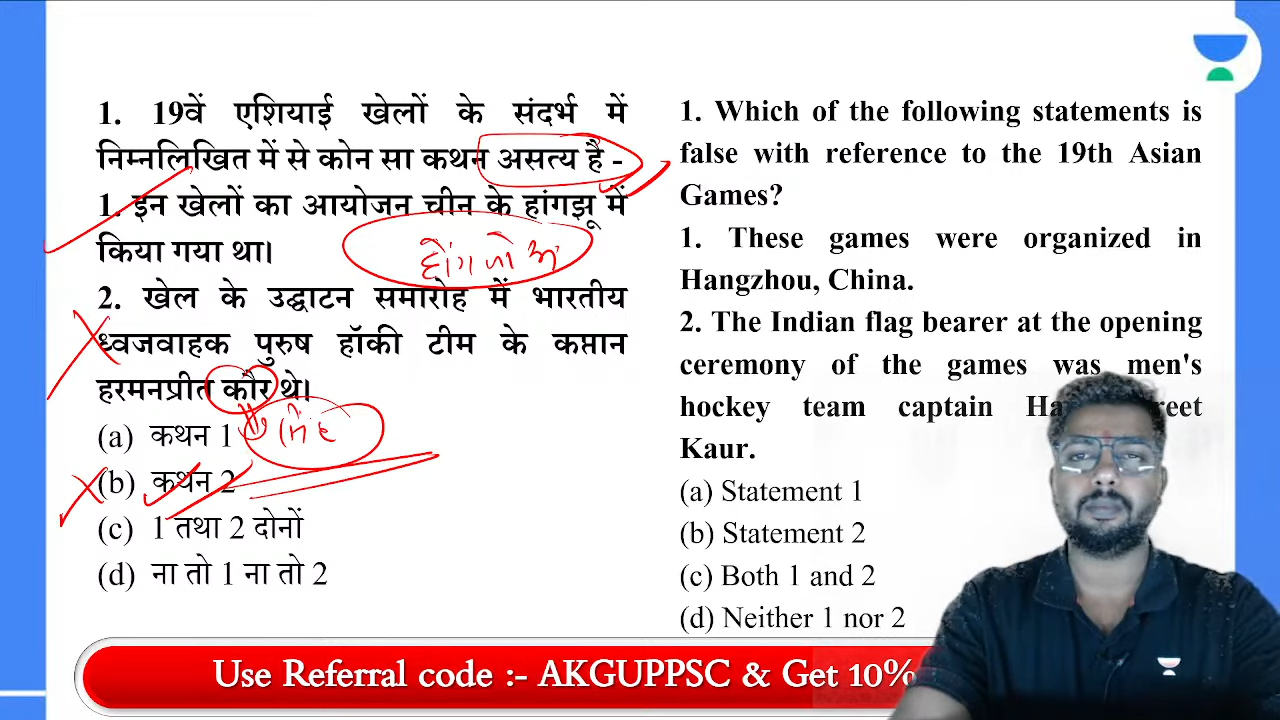 1. 19वें एशियाई खेलों के संदर्भ में
निम्नलिखित में से कोन सा कथन असत्य है -
1. इन खेलों का आयोजन चीन के हांगझू में
किया गया था।
हांग जो झू
2. खेल के उद्घाटन समारोह में भारतीय
ध्वजवाहक पुरुष हॉकी टीम के कप्तान
हरमनप्रीत कौर थे।
(a) कथन 1
(b) कथन 2
(c) 1 तथा 2 दोनों
(d) ना तो 1 ना तो 2
1. Which of the following statements is
false with reference to the 19th Asian
Games?
1. These games were organized in
Hangzhou, China.
2. The Indian flag bearer at the opening
ceremony of the games was men's
hockey team captain
Kaur.
(a) Statement 1
(b) Statement 2
(c) Both 1 and 2
(d) Neither 1 nor 2
Use Referral code :- AKGUPPSC & Get 10%